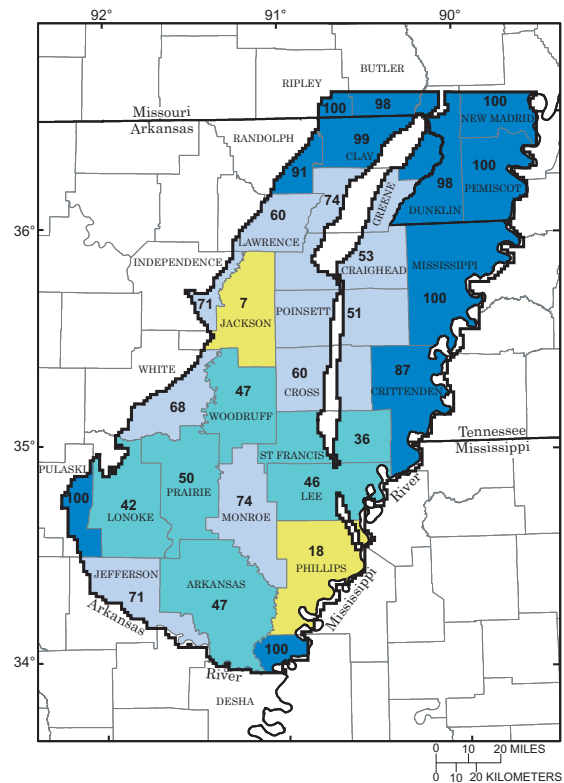 92° 91° 90°
BUTLER
RIPLEY
100 98 100
Missouri
Arkansas
NEW MADRID
RANDOLPH
99
CLAY
100
PEMISCOT
91
98
DUNKLIN
74
GREENE
60
LAWRENCE
36°
53
CRAIGHEAD
INDEPENDENCE
MISSISSIPPI
100
71
7
JACKSON
POINSETT
51
WHITE
60
CROSS
87
CRITTENDEN
47
WOODRUFF
68
36
Tennessee
Mississippi
35°
ST FRANCIS
PULASKI
100
42
LONOKE
50
PRAIRIE
46
LEE
74
MONROE
River
18
PHILLIPS
JEFFERSON
71
ARKANSAS
47
Arkansas
River
Mississippi
100
34°
DESHA
0 10 20 MILES
0 10 20 KILOMETERS